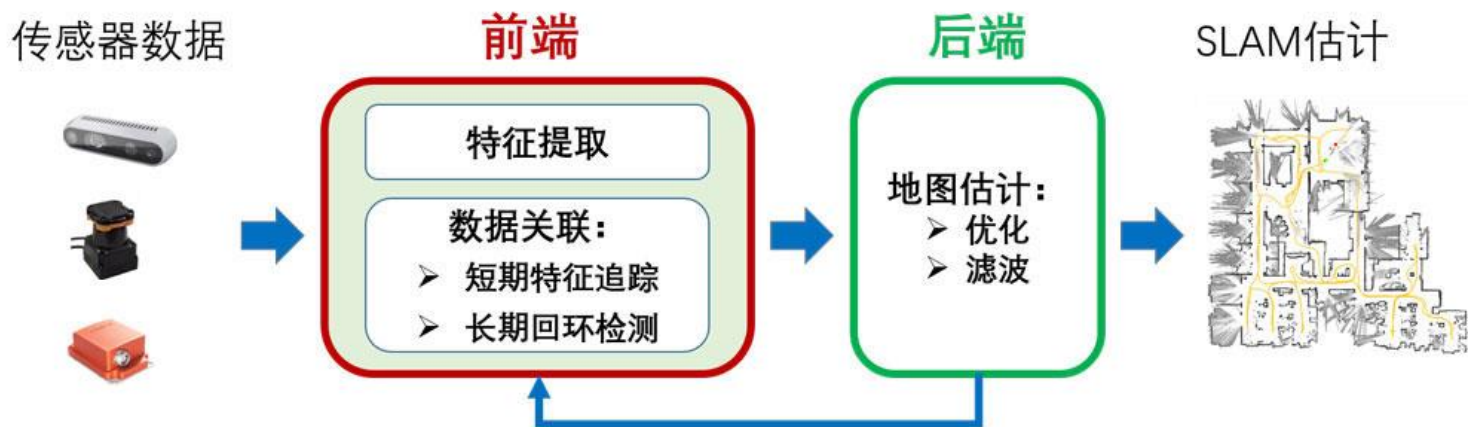 传感器数据
前端
后端
SLAM估计
特征提取
数据关联：
➢ 短期特征追踪
➢ 长期回环检测
地图估计：
➢ 优化
➢ 滤波